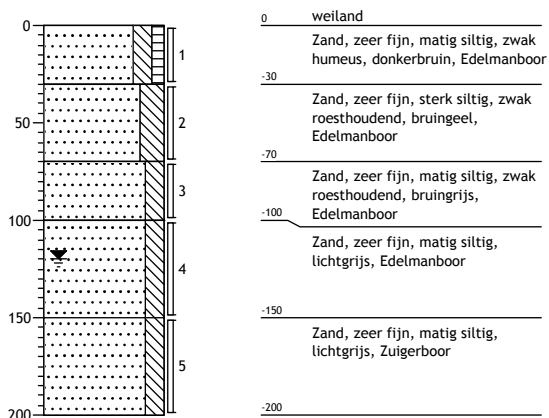 0
50
100
150
200
1
2
3
4
5
0
weiland
Zand, zeer fijn, matig siltig, zwak
humeus, donkerbruin, Edelmanboor
-30
Zand, zeer fijn, sterk siltig, zwak
roesthoudend, bruingeel,
Edelmanboor
-70
Zand, zeer fijn, matig siltig, zwak
roesthoudend, bruingrijs,
Edelmanboor
-100
Zand, zeer fijn, matig siltig,
lichtgrijs, Edelmanboor
-150
Zand, zeer fijn, matig siltig,
lichtgrijs, Zuigerboor
-200